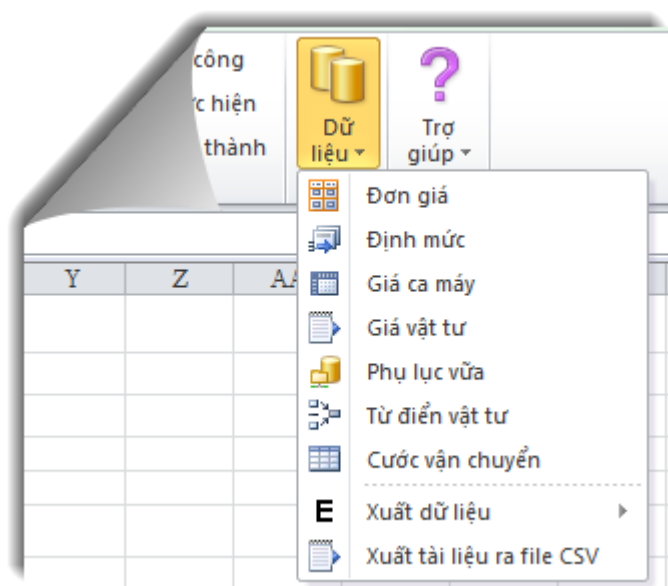 công
c hiện
thành
Dữ
liệu
Trợ
giúp
Đơn giá
Định mức
Y Z AA
Giá ca máy
Giá vật tư
Phụ lục vữa
Từ điển vật tư
Cước vận chuyển
E Xuất dữ liệu
Xuất tài liệu ra file CSV